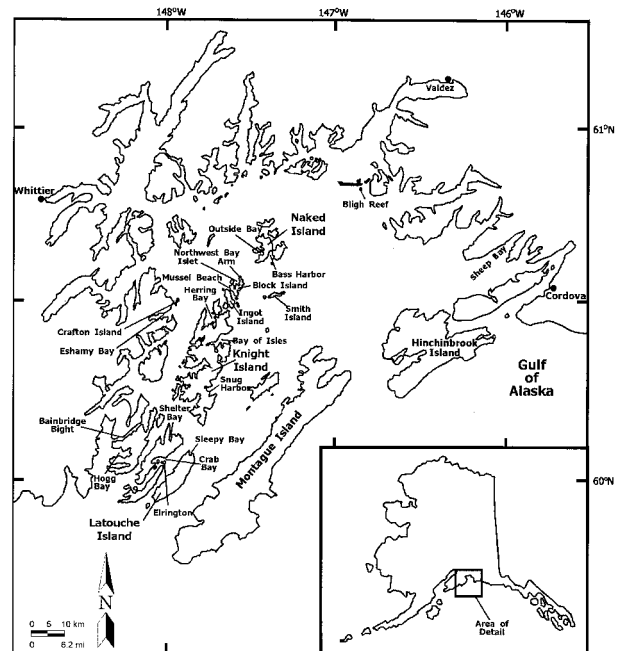 148°W
147°W
146°W
Valdez
61°N
Whittier
Bligh Reef
Naked
Island
Outside Bay
Northwest Bay
Islet
Arm
Bass Harbor
Mussel Beach
Block Island
Herring
Bay
Sheep Bay
Cordova
Smith
Island
Ingot
Island
Crafton Island
Eshamy Bay
Bay of Isles
Hinchinbrook
Island
Knight
Island
Gulf
of
Alaska
Snug
Harbor
Shelter
Bay
Bainbridge
Bight
Sleepy Bay
Montague Island
Crab
Bay
Hogg
Bay
60°N
Elrington
Latouche
Island
N
0 5 10 km
0 6.2 mi
Area of
Detail